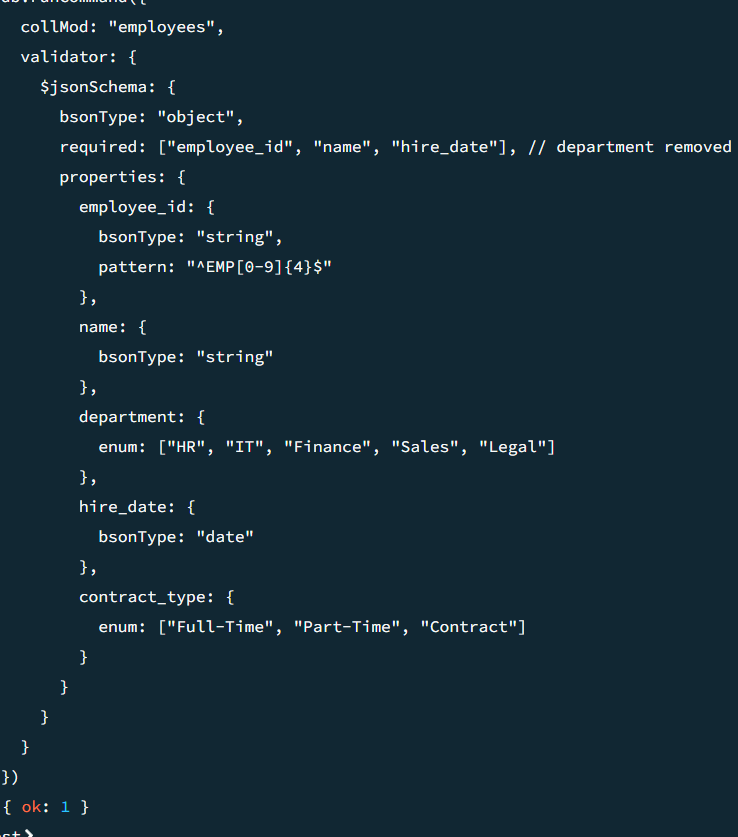 collMod: "employees",
validator: {
$jsonSchema: {
bsonType: "object",
required: ["employee_id", "name", "hire_date"], // department removed
properties: {
employee_id: {
bsonType: "string",
pattern: "^EMP[0-9]{4}$"
},
name: {
bsonType: "string"
},
department: {
enum: ["HR", "IT", "Finance", "Sales", "Legal"]
},
hire_date: {
bsonType: "date"
},
contract_type: {
enum: ["Full-Time", "Part-Time", "Contract"]
}
}
}
}
})
{ ok: 1 }